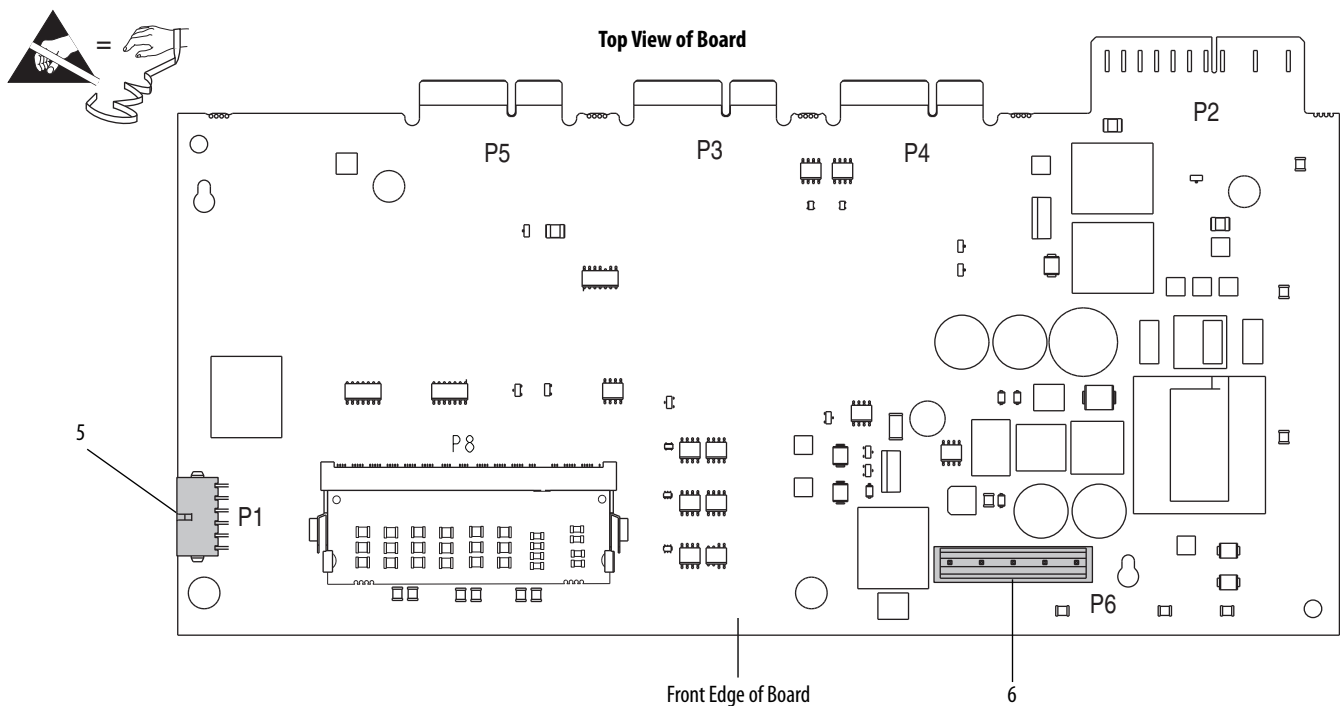 =
Top View of Board
P2
P5
P3
P4
5
P8
P1
P6
Front Edge of Board
6